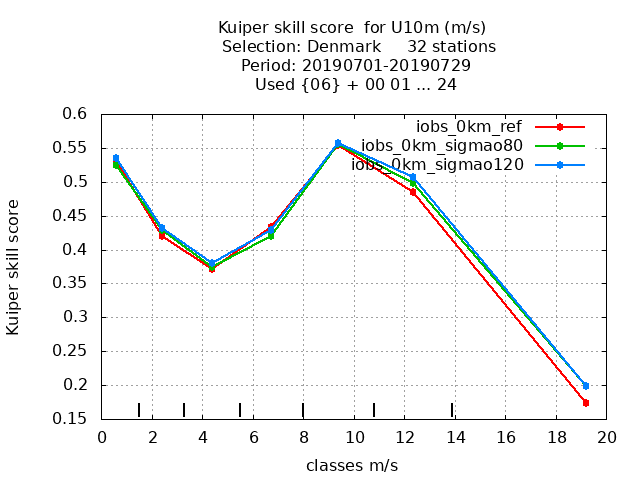 Kuiper skill score  for U10m (m/s)
Selection: Denmark     32 stations
Period: 20190701-20190729
Used {06} + 00 01 ... 24
iobs_0km_ref
iobs_0km_sigmao80
iobs_0km_sigmao120
Kuiper skill score
0.6
0.55
0.5
0.45
0.4
0.35
0.3
0.25
0.2
0.15
0 2 4 6 8 10 12 14 16 18 20
classes m/s